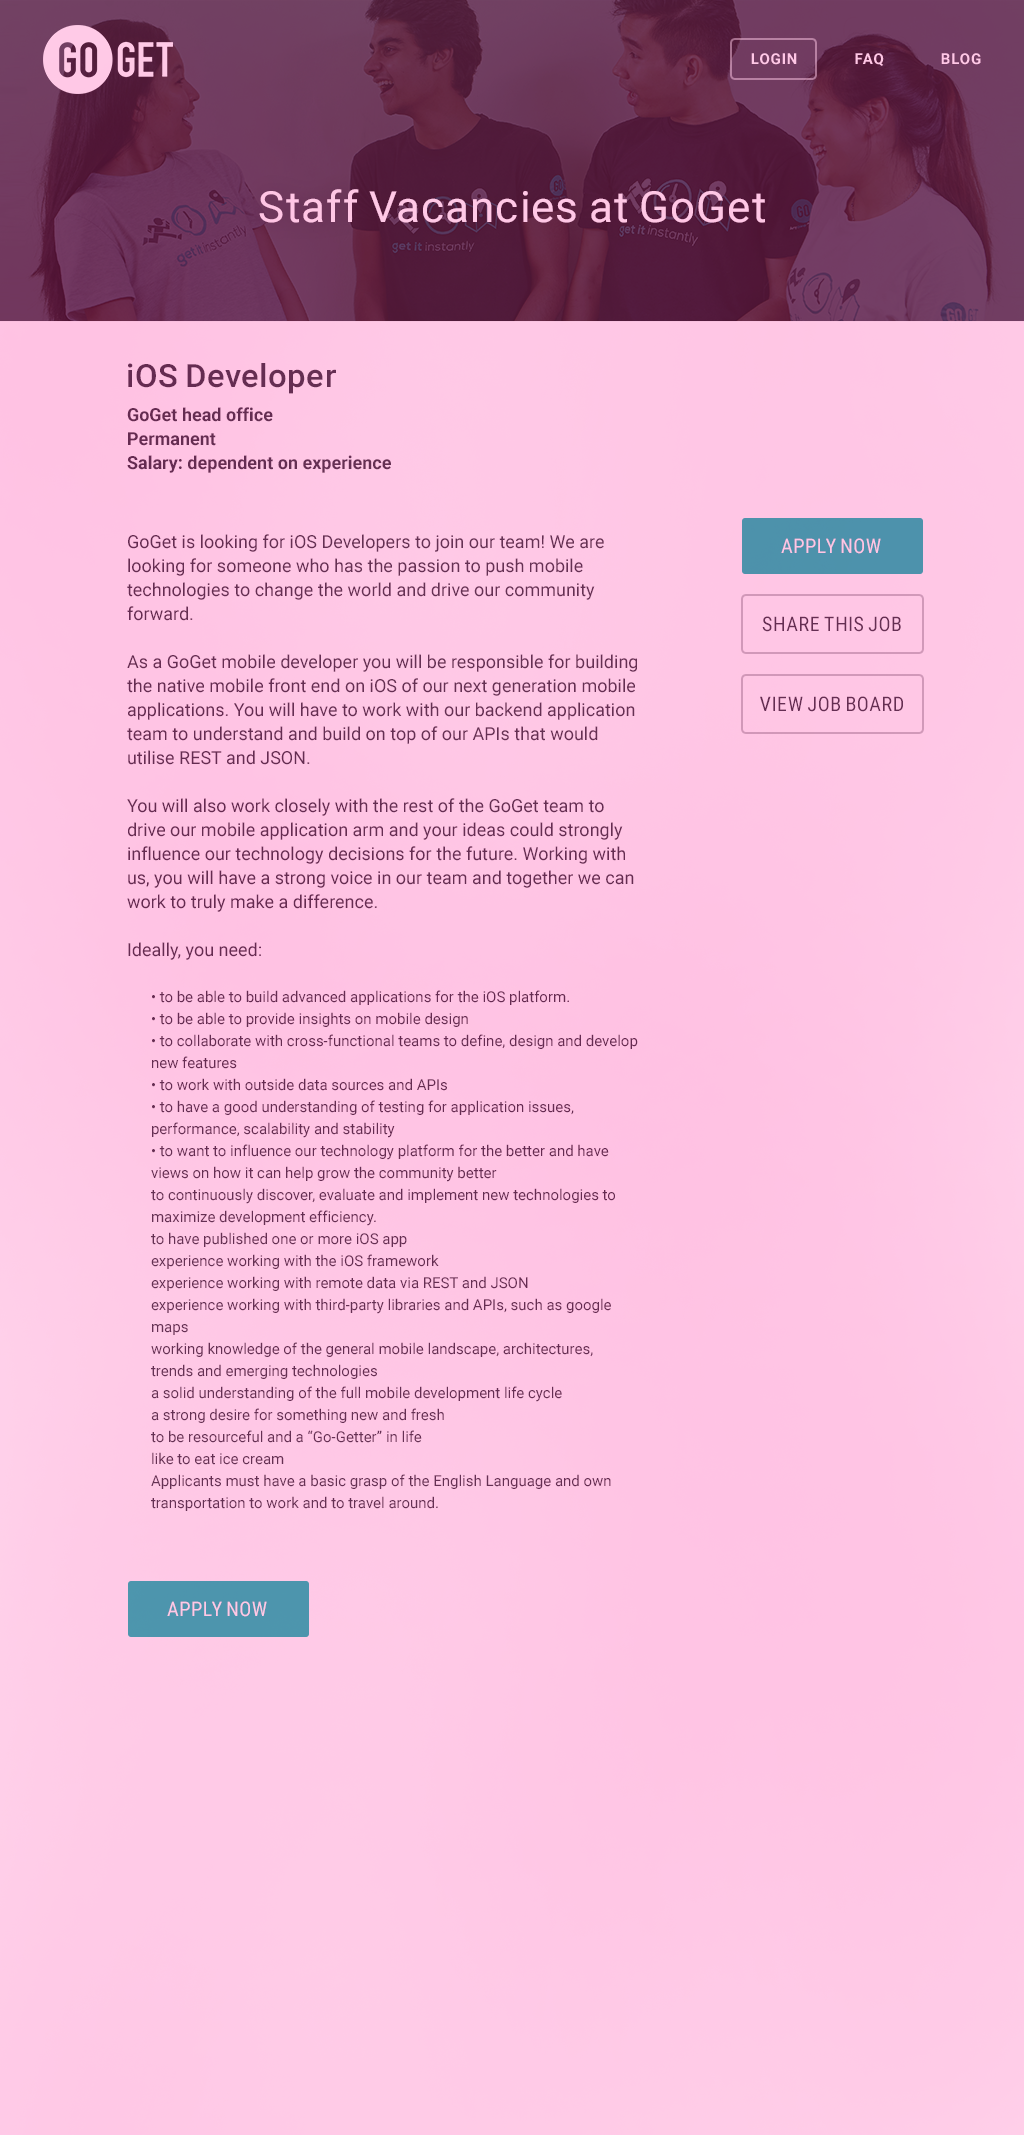 GO GET
LOGIN
FAQ
BLOG
Staff Vacancies at GoGet
get it instantly
get it instantly
get it instantly
GO
GO
iOS Developer
GoGet head office
Permanent
Salary: dependent on experience
GoGet is looking for iOS Developers to join our team! We are
looking for someone who has the passion to push mobile
technologies to change the world and drive our community
forward.
As a GoGet mobile developer you will be responsible for building
the native mobile front end on iOS of our next generation mobile
applications. You will have to work with our backend application
team to understand and build on top of our APIs that would
utilise REST and JSON.
You will also work closely with the rest of the GoGet team to
drive our mobile application arm and your ideas could strongly
influence our technology decisions for the future. Working with
us, you will have a strong voice in our team and together we can
work to truly make a difference.
Ideally, you need:
• to be able to build advanced applications for the iOS platform.
• to be able to provide insights on mobile design
• to collaborate with cross-functional teams to define, design and develop
new features
• to work with outside data sources and APIs
• to have a good understanding of testing for application issues,
performance, scalability and stability
• to want to influence our technology platform for the better and have
views on how it can help grow the community better
to continuously discover, evaluate and implement new technologies to
maximize development efficiency.
to have published one or more iOS app
experience working with the iOS framework
experience working with remote data via REST and JSON
experience working with third-party libraries and APIs, such as google
maps
working knowledge of the general mobile landscape, architectures,
trends and emerging technologies
a solid understanding of the full mobile development life cycle
a strong desire for something new and fresh
to be resourceful and a “Go-Getter” in life
like to eat ice cream
Applicants must have a basic grasp of the English Language and own
transportation to work and to travel around.
APPLY NOW
SHARE THIS JOB
VIEW JOB BOARD
APPLY NOW